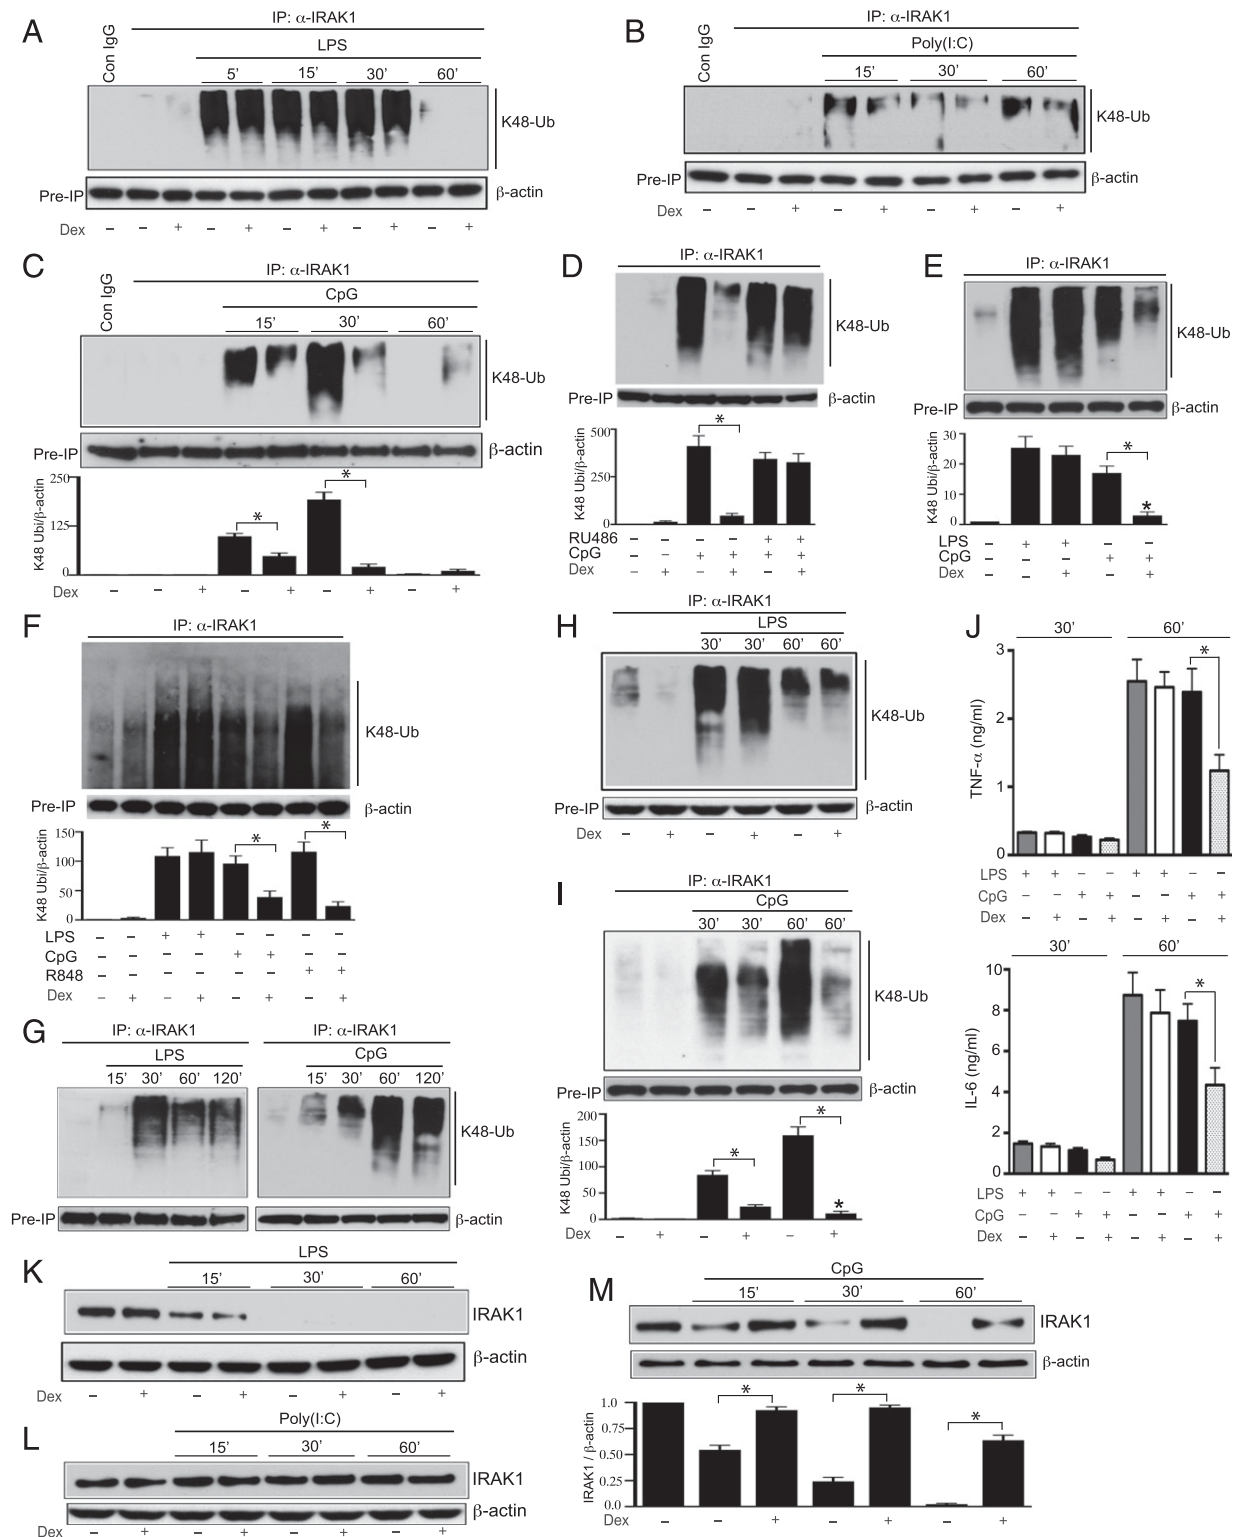 A
IP: α-IRAK1
Con IgG
LPS
5' 15' 30' 60'
K48-Ub
Pre-IP β-actin
Dex – – + – + – + – + – +
B
IP: α-IRAK1
Con IgG
Poly(I:C)
15' 30' 60'
K48-Ub
Pre-IP β-actin
Dex – – + – + – + – +
C
IP: α-IRAK1
Con IgG
CpG
15' 30' 60'
K48-Ub
Pre-IP β-actin
K48 Ubi/β-actin
250
125
0
* *
Dex – – + – + – + – +
D
IP: α-IRAK1
K48-Ub
Pre-IP β-actin
K48 Ubi/β-actin
500
250
0
*
RU486 – – – – + +
CpG – – + + + +
Dex – + – + – +
E
IP: α-IRAK1
K48-Ub
Pre-IP β-actin
K48 Ubi/β-actin
30
20
10
0
*
*
LPS – + + – –
CpG – – – + +
Dex – – + – +
F
IP: α-IRAK1
K48-Ub
Pre-IP β-actin
K48 Ubi/β-actin
150
100
50
0
* *
LPS – – + + – – – –
CpG – – – – + + – –
R848 – – – – – – + +
Dex – + – + – + – +
G
IP: α-IRAK1 IP: α-IRAK1
LPS CpG
15' 30' 60' 120' 15' 30' 60' 120'
K48-Ub
Pre-IP β-actin
H
IP: α-IRAK1
LPS
30' 30' 60' 60'
K48-Ub
Pre-IP β-actin
Dex – + – + – +
I
IP: α-IRAK1
CpG
30' 30' 60' 60'
K48-Ub
Pre-IP β-actin
K48 Ubi/β-actin
200
150
100
50
0
* *
*
Dex – + – + – +
J
30' 60'
TNF-α (ng/ml)
3
2
1
0
*
LPS + + – – + + – –
CpG – – + + – – + +
Dex – + – + – + – +
30' 60'
IL-6 (ng/ml)
10
8
6
4
2
0
*
LPS + + – – + + – –
CpG – – + + – – + +
Dex – + – + – + – +
K
LPS
15' 30' 60'
IRAK1
β-actin
Dex – + – + – + – +
L
Poly(I:C)
15' 30' 60'
IRAK1
β-actin
Dex – + – + – + – +
M
CpG
15' 30' 60'
IRAK1
β-actin
IRAK1 / β-actin
1.0
0.75
0.50
0.25
0.0
* * *
Dex – – + – + – +